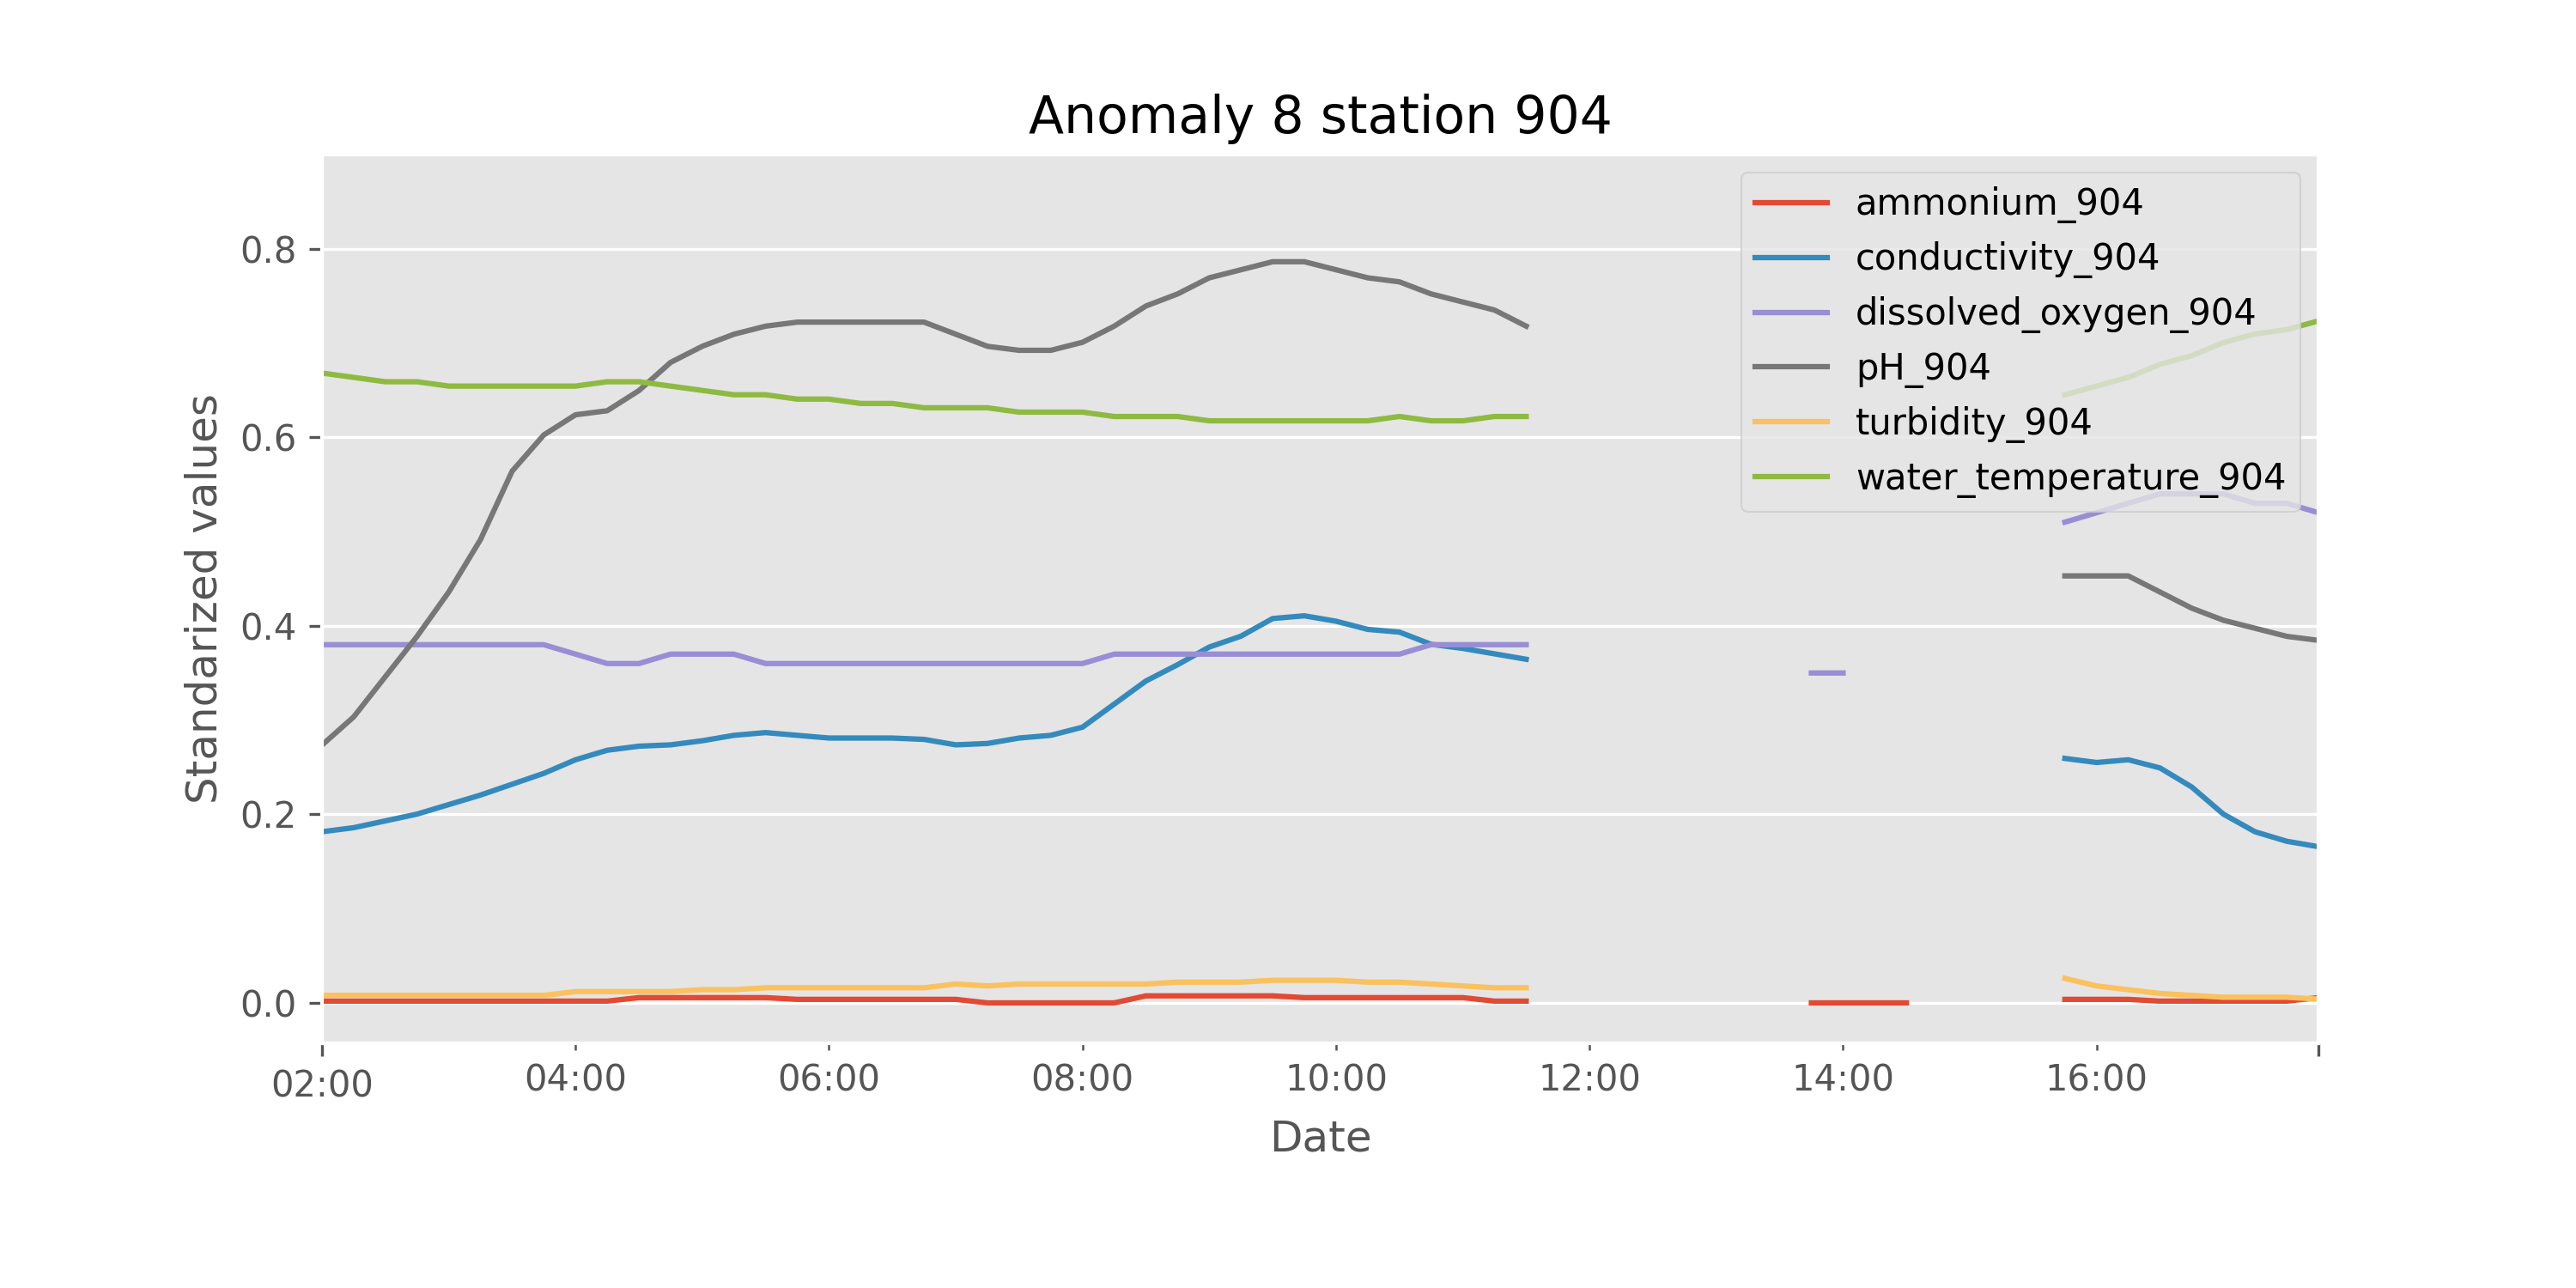 Anomaly 8 station 904
ammonium_904
conductivity_904
dissolved_oxygen_904
pH_904
turbidity_904
water_temperature_904
Standarized values
0.8
0.6
0.4
0.2
0.0
02:00 04:00 06:00 08:00 10:00 12:00 14:00 16:00
Date